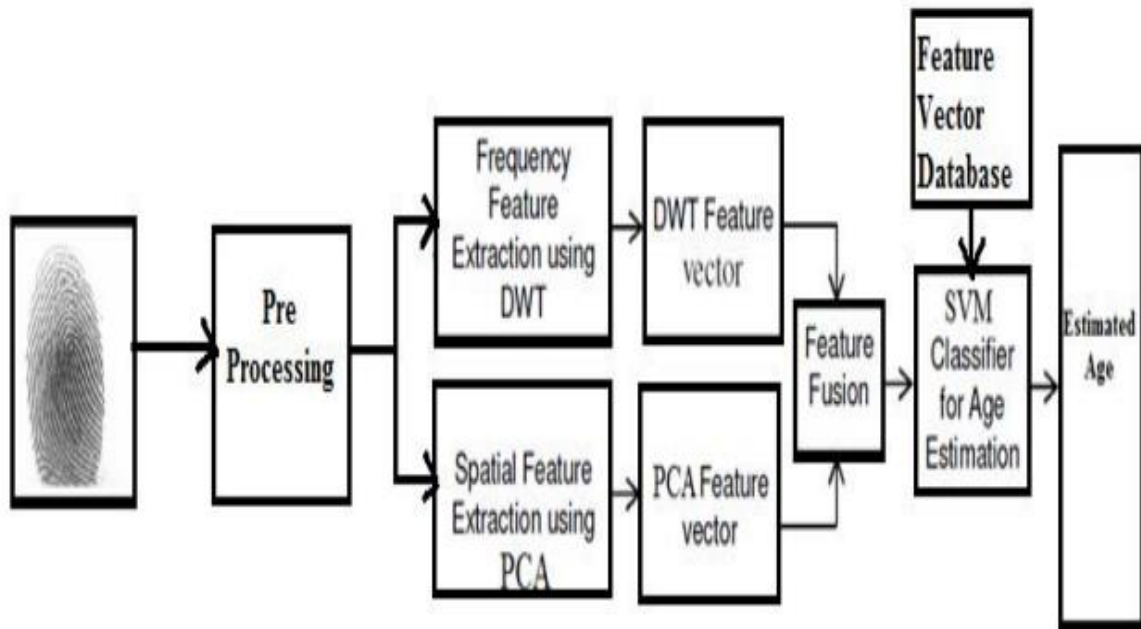 Pre
Processing
Frequency
Feature
Extraction using
DWT
DWT Feature
vector
Spatial Feature
Extraction using
PCA
PCA Feature
vector
Feature
Fusion
Feature
Vector
Database
SVM
Classifier
for Age
Estimation
Estimated
Age